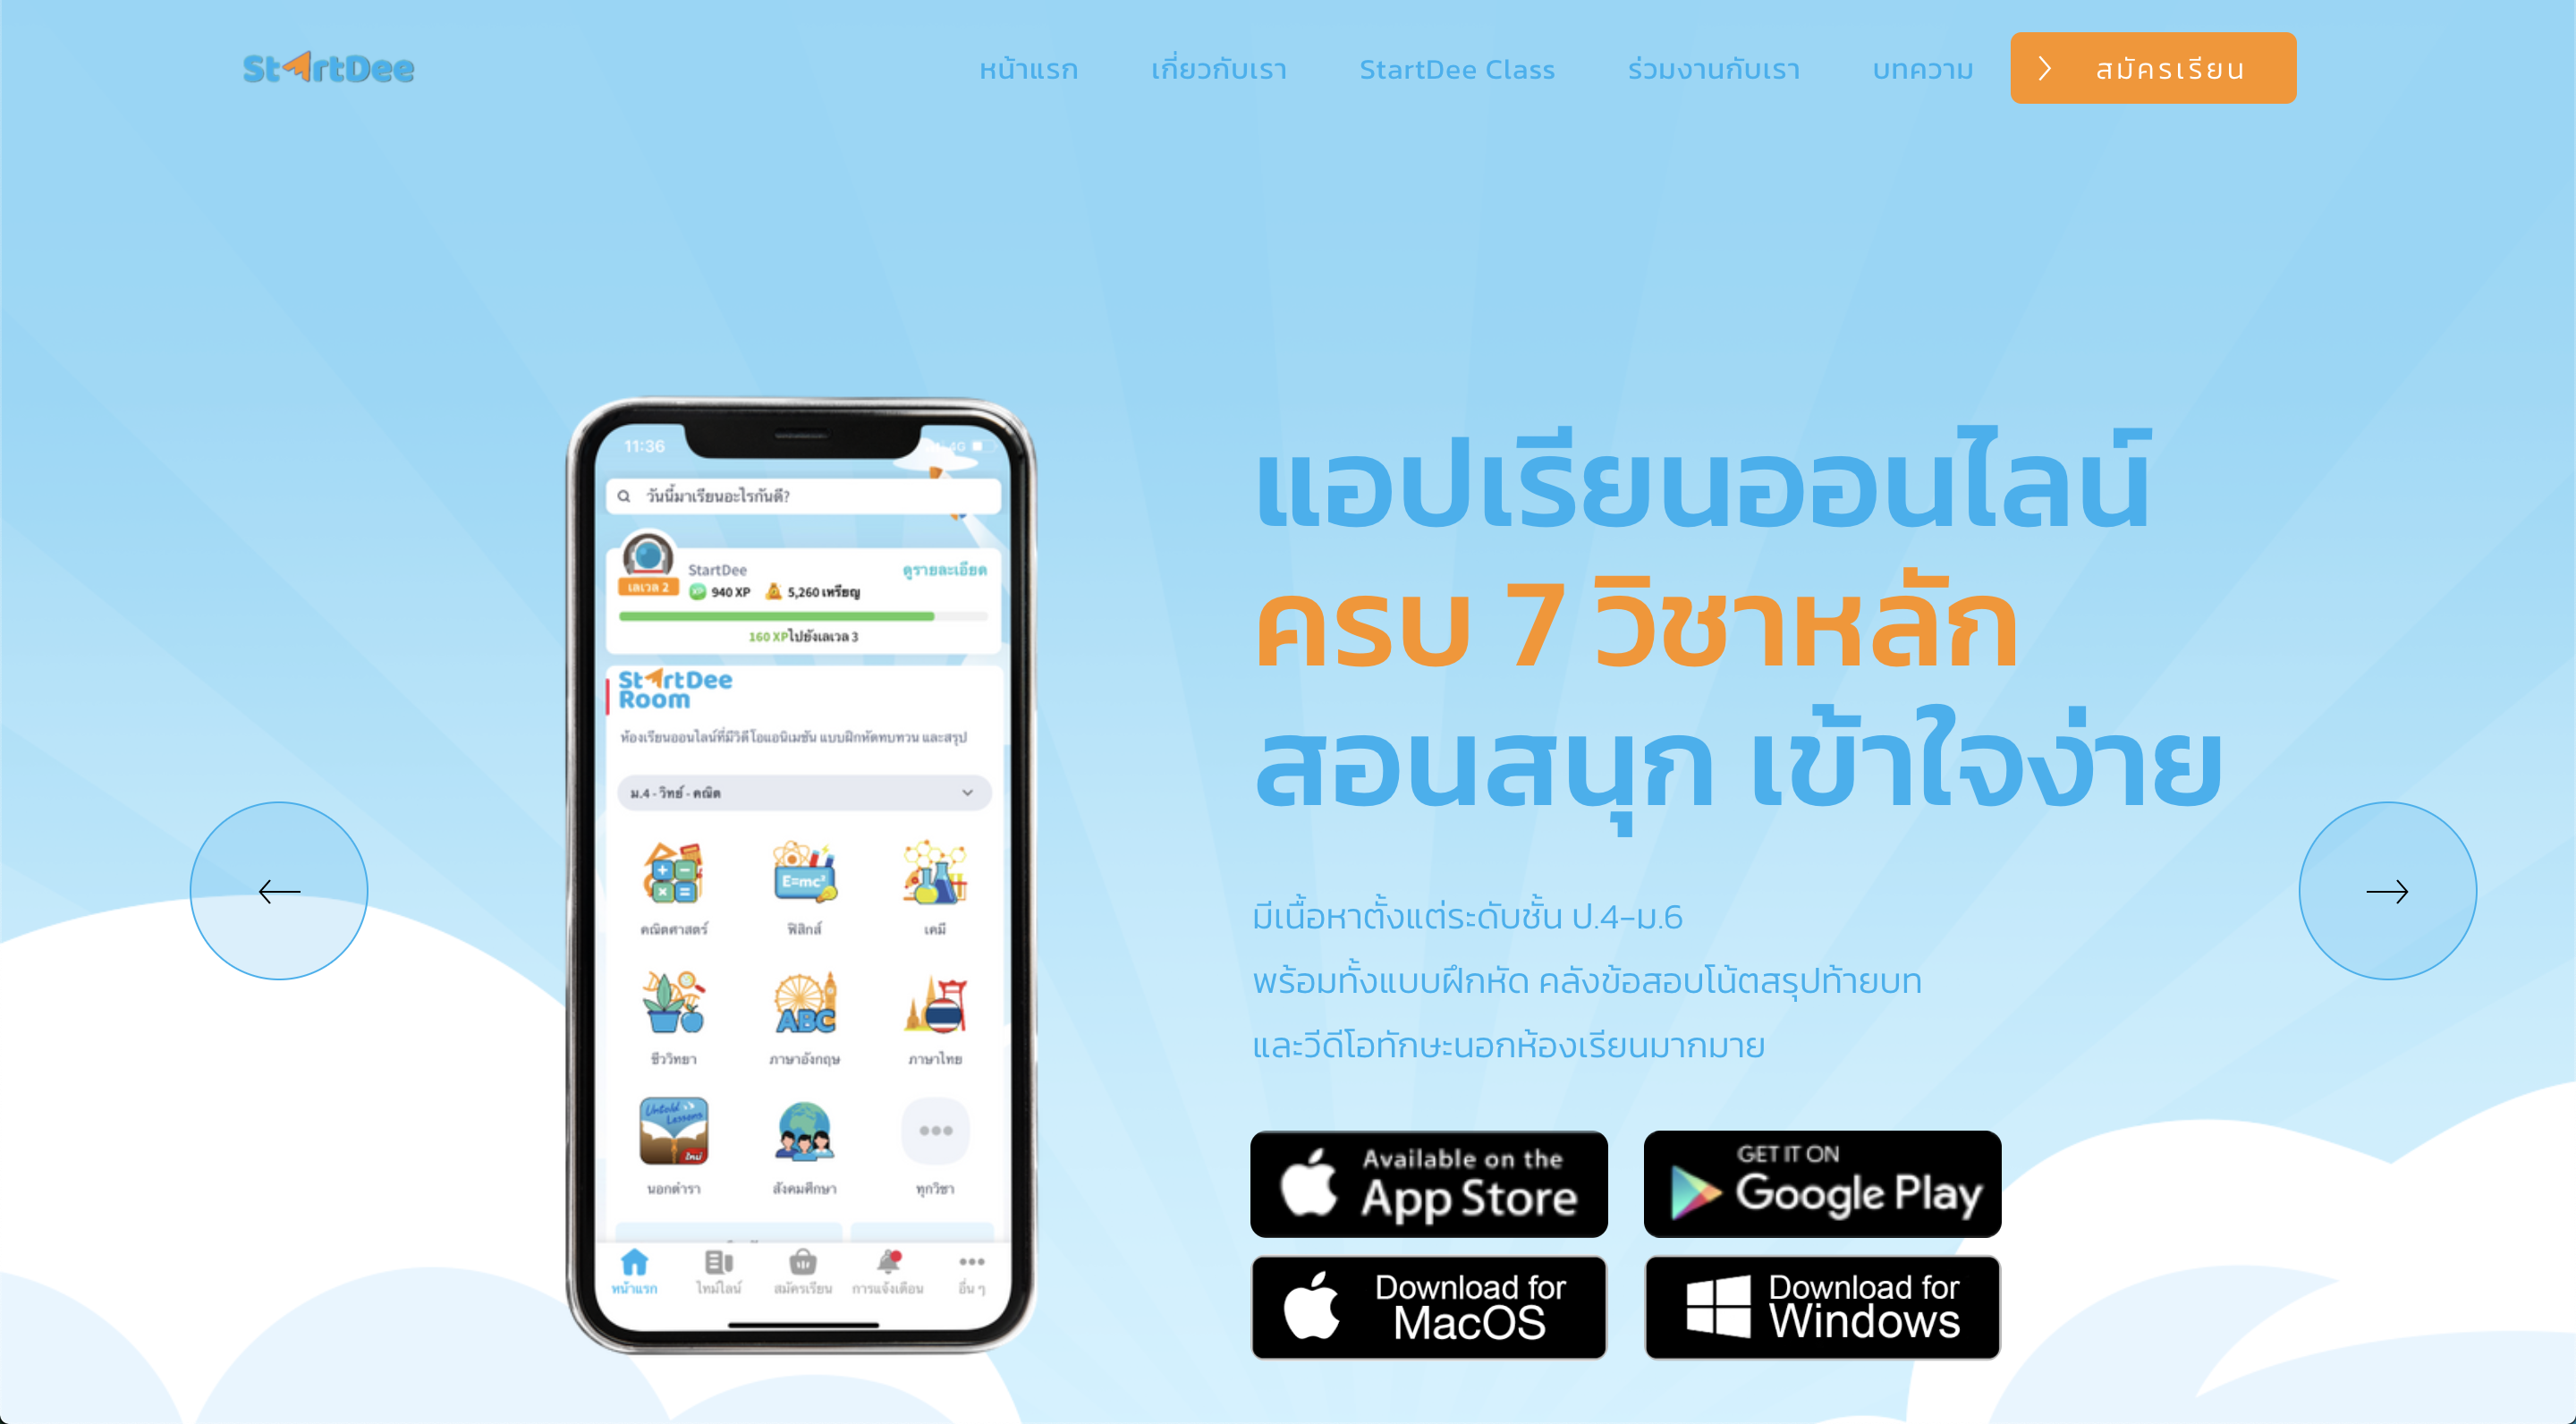 StartDee
หน้าแรก
เกี่ยวกับเรา
StartDee Class
ร่วมงานกับเรา
บทความ
สมัครเรียน
11:36
4G
วันนี้มาเรียนอะไรกันดี?
StartDee
ดูรายละเอียด
เลเวล 2
XP 940 XP
5,260 เหรียญ
160 XPไปยังเลเวล 3
StartDee
Room
ห้องเรียนออนไลน์ที่มีวิดีโอแอนิเมชัน แบบฝึกหัดทบทวน และสรุป
ม.4 - วิทย์ - คณิต
E=mc²
คณิตศาสตร์
ฟิสิกส์
เคมี
ABC
ชีววิทยา
ภาษาอังกฤษ
ภาษาไทย
Untold
Lessons
ใหม่
นอกตำรา
สังคมศึกษา
ทุกวิชา
หน้าแรก
ไทม์ไลน์
สมัครเรียน
การแจ้งเตือน
อื่น ๆ
แอปเรียนออนไลน์
ครบ 7 วิชาหลัก
สอนสนุก เข้าใจง่าย
มีเนื้อหาตั้งแต่ระดับชั้น ป.4-ม.6
พร้อมทั้งแบบฝึกหัด คลังข้อสอบโน้ตสรุปท้ายบท
และวีดีโอทักษะนอกห้องเรียนมากมาย
Available on the
App Store
GET IT ON
Google Play
Download for
MacOS
Download for
Windows